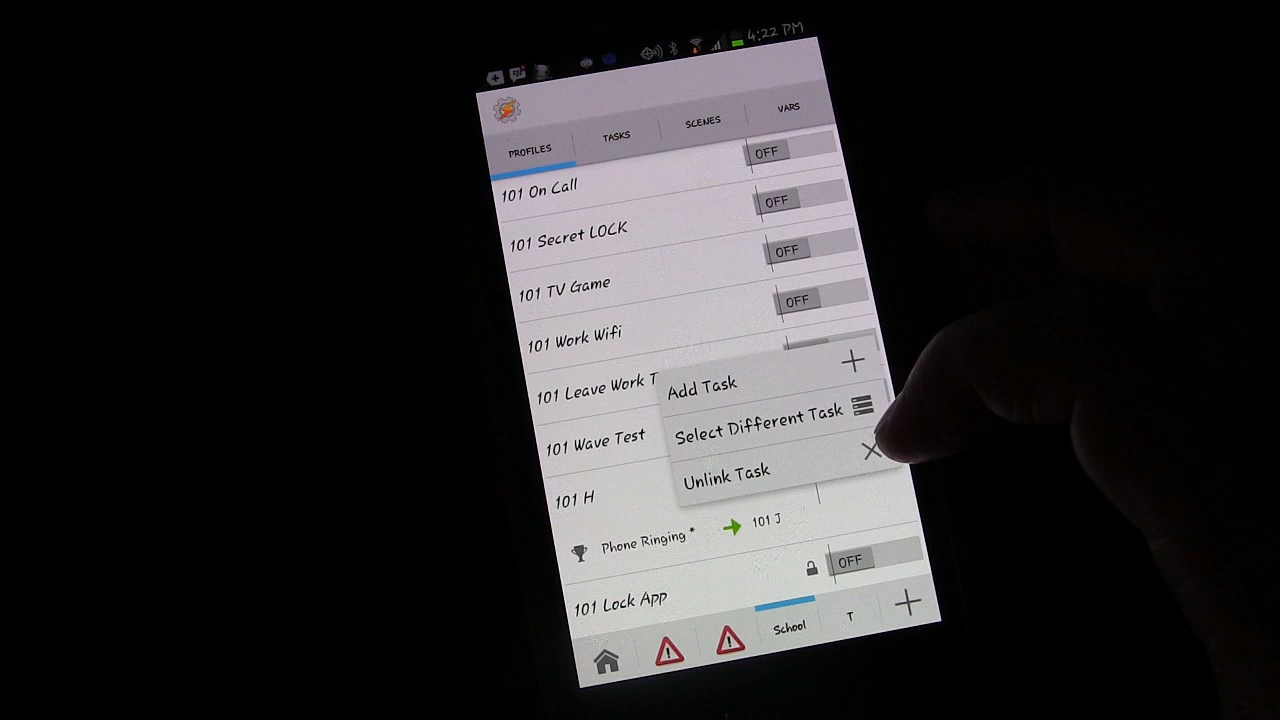 4:22 PM
PROFILES TASKS SCENES VARS
OFF
101 On Call
OFF
101 Secret LOCK
OFF
101 TV Game
OFF
101 Work Wifi
101 Leave Work T
Add Task
101 Wave Test
Select Different Task
Unlink Task
101 H
Phone Ringing * 101 J
OFF
101 Lock App
School T